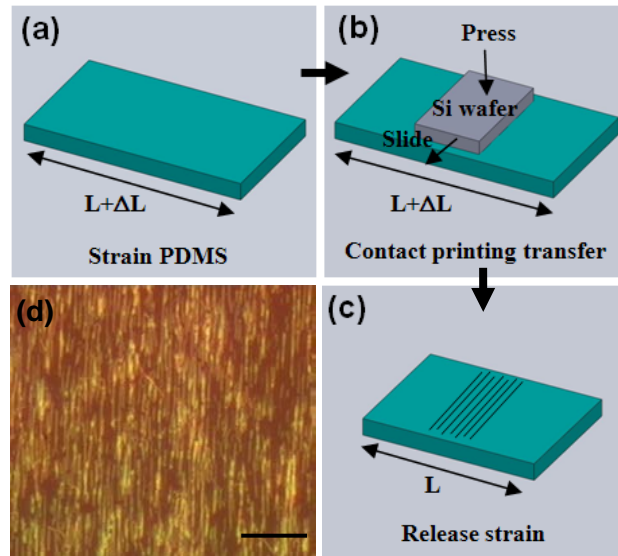 (a)
L+ΔL
Strain PDMS
(b)
Press
Si wafer
Slide
L+ΔL
Contact printing transfer
(d)
(c)
L
Release strain